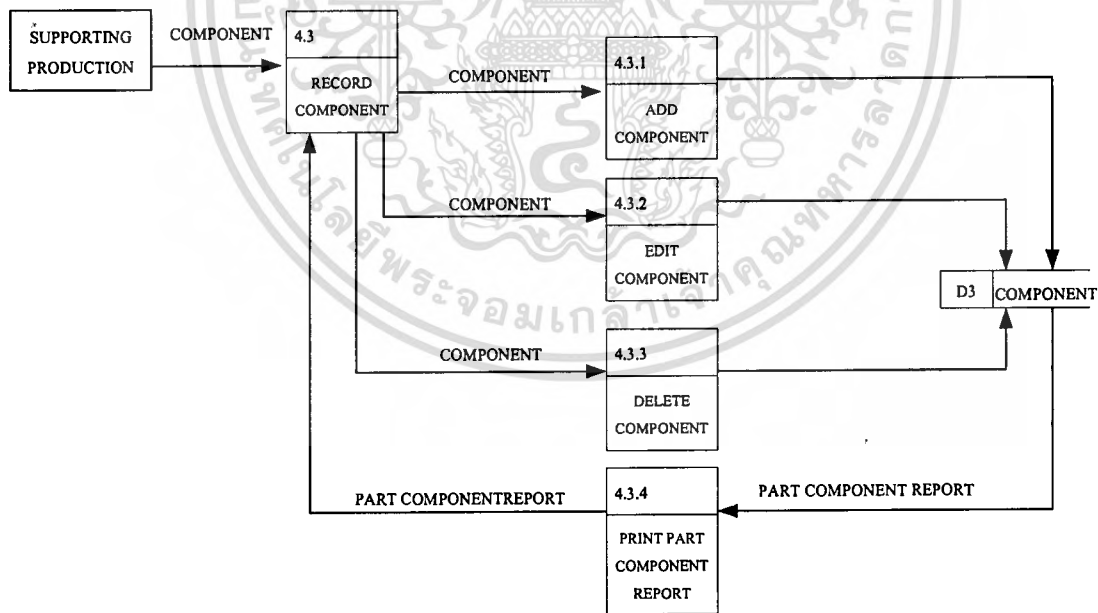 SUPPORTING
PRODUCTION
COMPONENT
4.3
RECORD
COMPONENT
COMPONENT
4.3.1
ADD
COMPONENT
COMPONENT
4.3.2
EDIT
COMPONENT
D3
COMPONENT
COMPONENT
4.3.3
DELETE
COMPONENT
PART COMPONENTREPORT
4.3.4
PRINT PART
COMPONENT
REPORT
PART COMPONENT REPORT